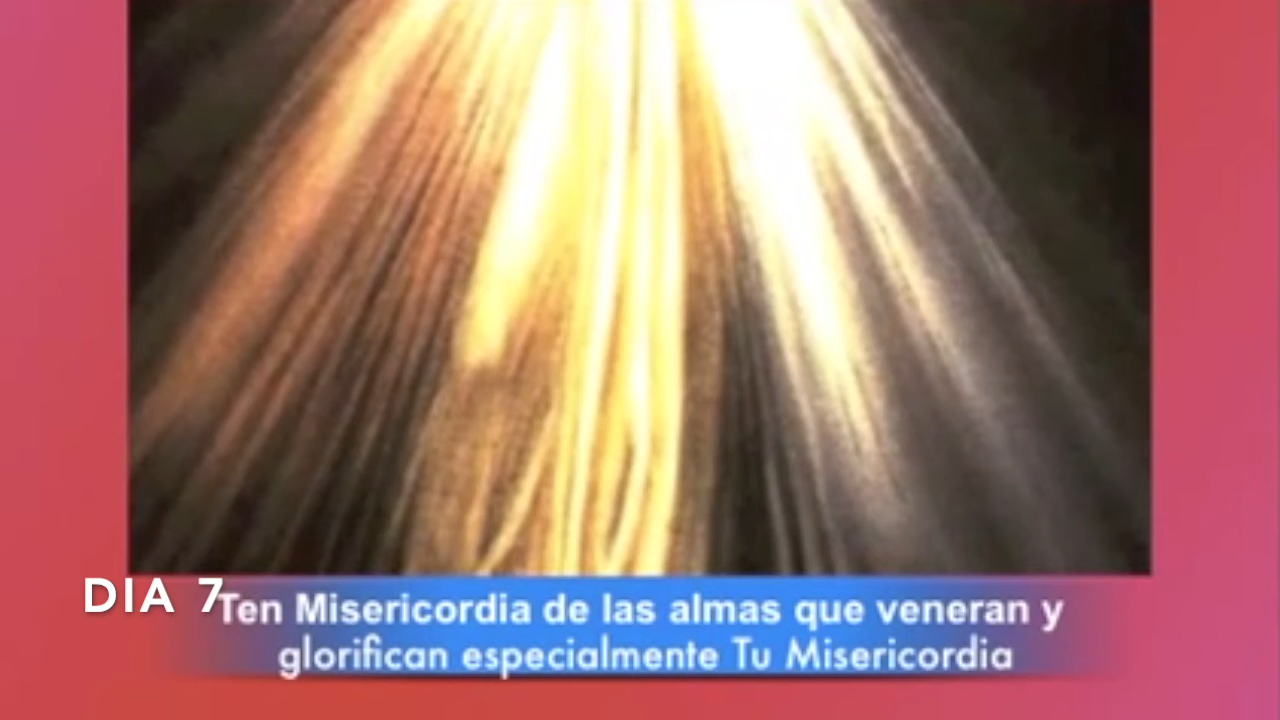 DIA 7
Ten Misericordia de las almas que veneran y
glorifican especialmente Tu Misericordia